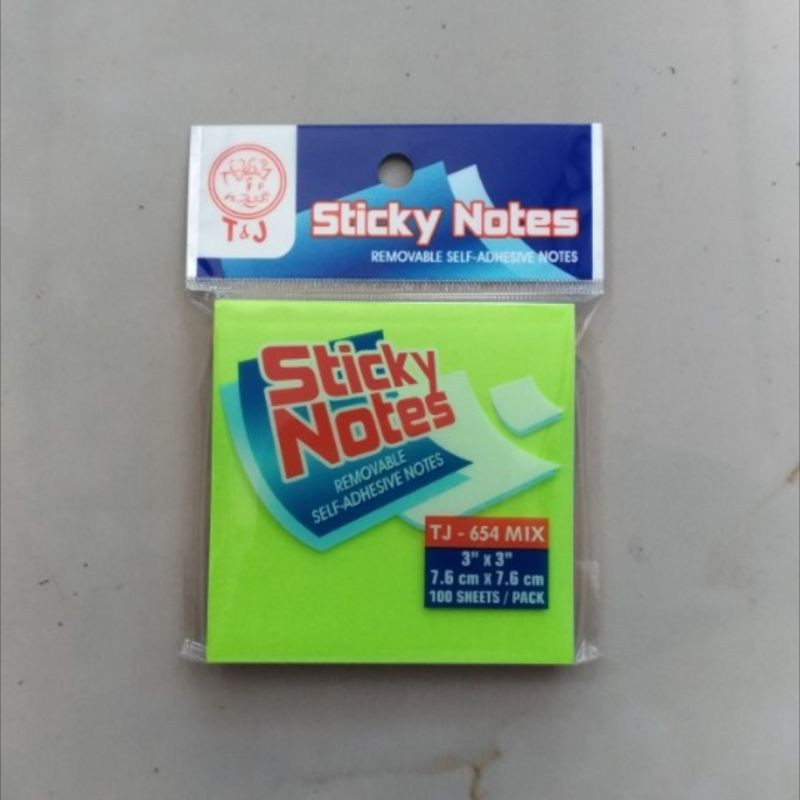 T&J
Sticky Notes
REMOVABLE SELF-ADHESIVE NOTES
Sticky
Notes
REMOVABLE
SELF-ADHESIVE NOTES
TJ - 654 MIX
3" x 3"
7.6 cm x 7.6 cm
100 SHEETS / PACK